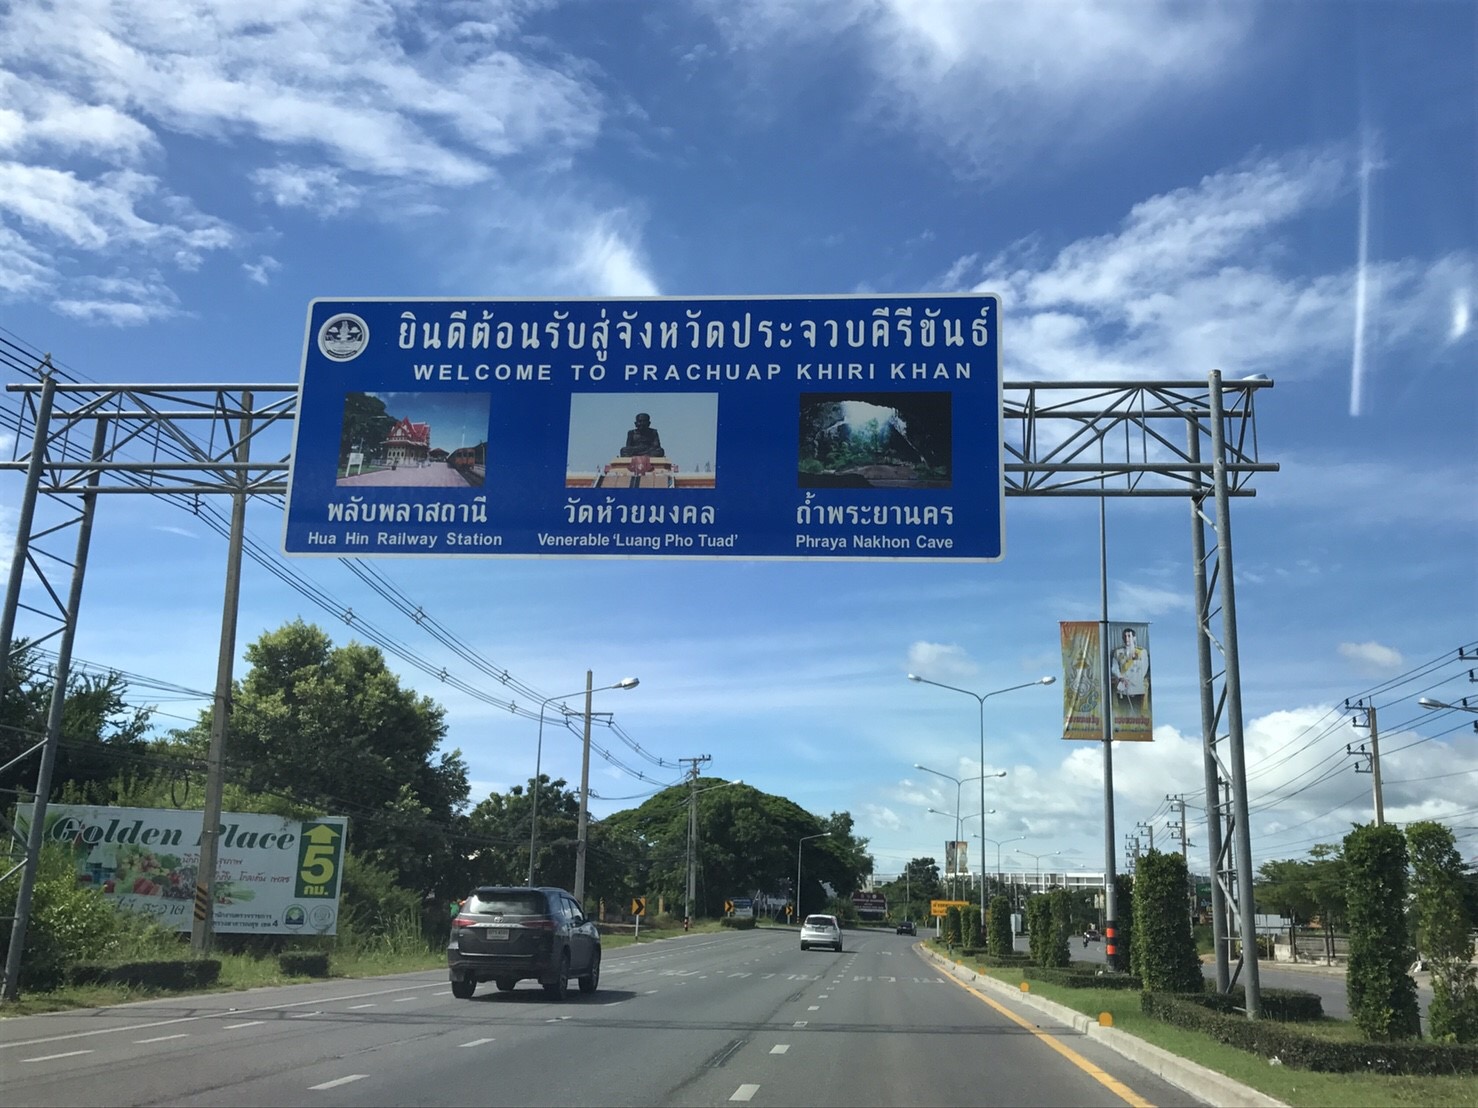 ยินดีต้อนรับสู่จังหวัดประจวบคีรีขันธ์
WELCOME TO PRACHUAP KHIRI KHAN
พลับพลาสถานี
Hua Hin Railway Station
วัดห้วยมงคล
Venerable 'Luang Pho Tuad'
ถ้ำพระยานคร
Phraya Nakhon Cave
Golden Place
5
กม.